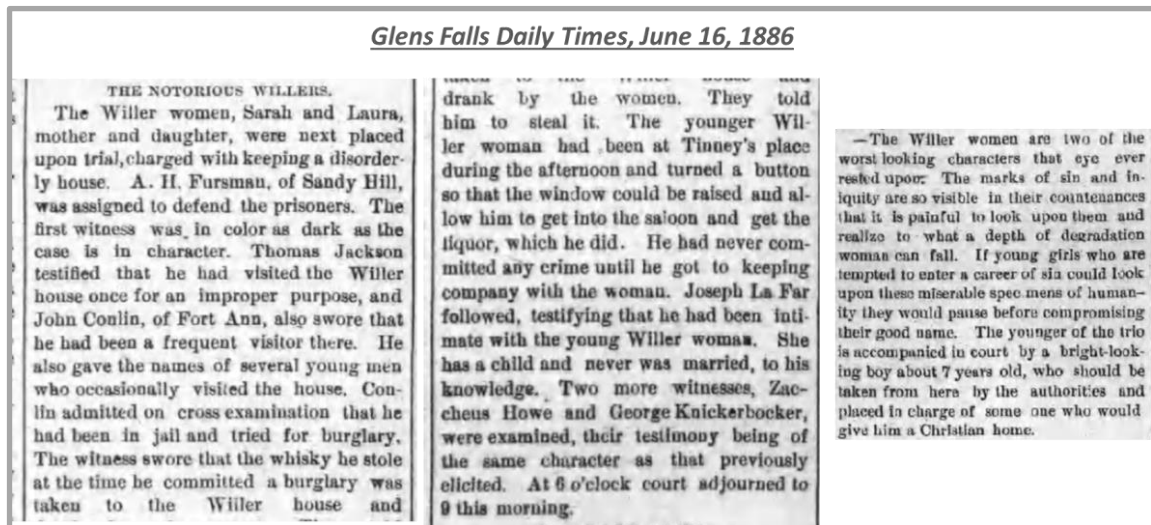 Glens Falls Daily Times, June 16, 1886
THE NOTORIOUS WILLERS.
The Willer women, Sarah and Laura,
mother and daughter, were next placed
upon trial, charged with keeping a disorder-
ly house. A. H. Fursman, of Sandy Hill,
was assigned to defend the prisoners. The
first witness was in color as dark as the
case is in character. Thomas Jackson
testified that he had visited the Willer
house once for an improper purpose, and
John Conlin, of Fort Ann, also swore that
he had been a frequent visitor there. He
also gave the names of several young men
who occasionally visited the house. Con-
lin admitted on cross examination that he
had been in jail and tried for burglary.
The witness swore that the whisky he stole
at the time he committed a burglary was
taken to the Willer house and
drank by the women. They told
him to steal it. The younger Wil-
ler woman had been at Tinney's place
during the afternoon and turned a button
so that the window could be raised and al-
low him to get into the saloon and get the
liquor, which he did. He had never com-
mitted any crime until he got to keeping
company with the woman. Joseph La Far
followed, testifying that he had been inti-
mate with the young Willer woman. She
has a child and never was married, to his
knowledge. Two more witnesses, Zac-
cheus Howe and George Knickerbocker,
were examined, their testimony being of
the same character as that previously
elicited. At 6 o'clock court adjourned to
9 this morning.
—The Willer women are two of the
worst looking characters that eye ever
rested upon. The marks of sin and in-
iquity are so visible in their countenances
that it is painful to look upon them and
realize to what a depth of degradation
woman can fall. If young girls who are
tempted to enter a career of sin could look
upon these miserable spec mens of human-
ity they would pause before compromising
their good name. The younger of the trio
is accompanied in court by a bright-look-
ing boy about 7 years old, who should be
taken from here by the authorities and
placed in charge of some one who would
give him a Christian home.